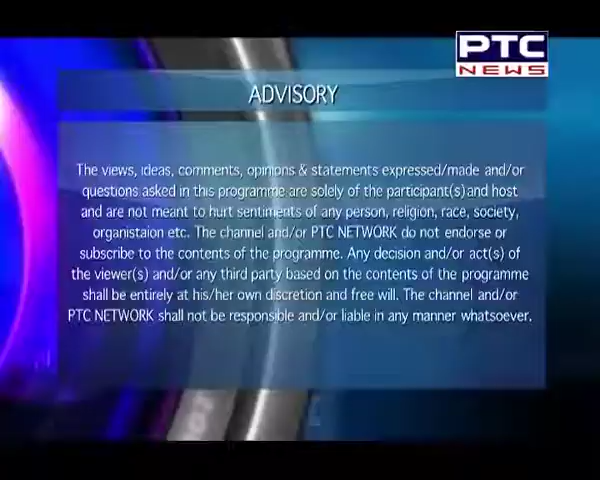 PTC
NEWS
ADVISORY
The views, ideas, comments, opinions & statements expressed/made and/or
questions asked in this programme are solely of the participant(s)and host
and are not meant to hurt sentiments of any person, religion, race, society,
organistaion etc. The channel and/or PTC NETWORK do not endorse or
subscribe to the contents of the programme. Any decision and/or act(s) of
the viewer(s) and/or any third party based on the contents of the programme
shall be entirely at his/her own discretion and free will. The channel and/or
PTC NETWORK shall not be responsible and/or liable in any manner whatsoever.